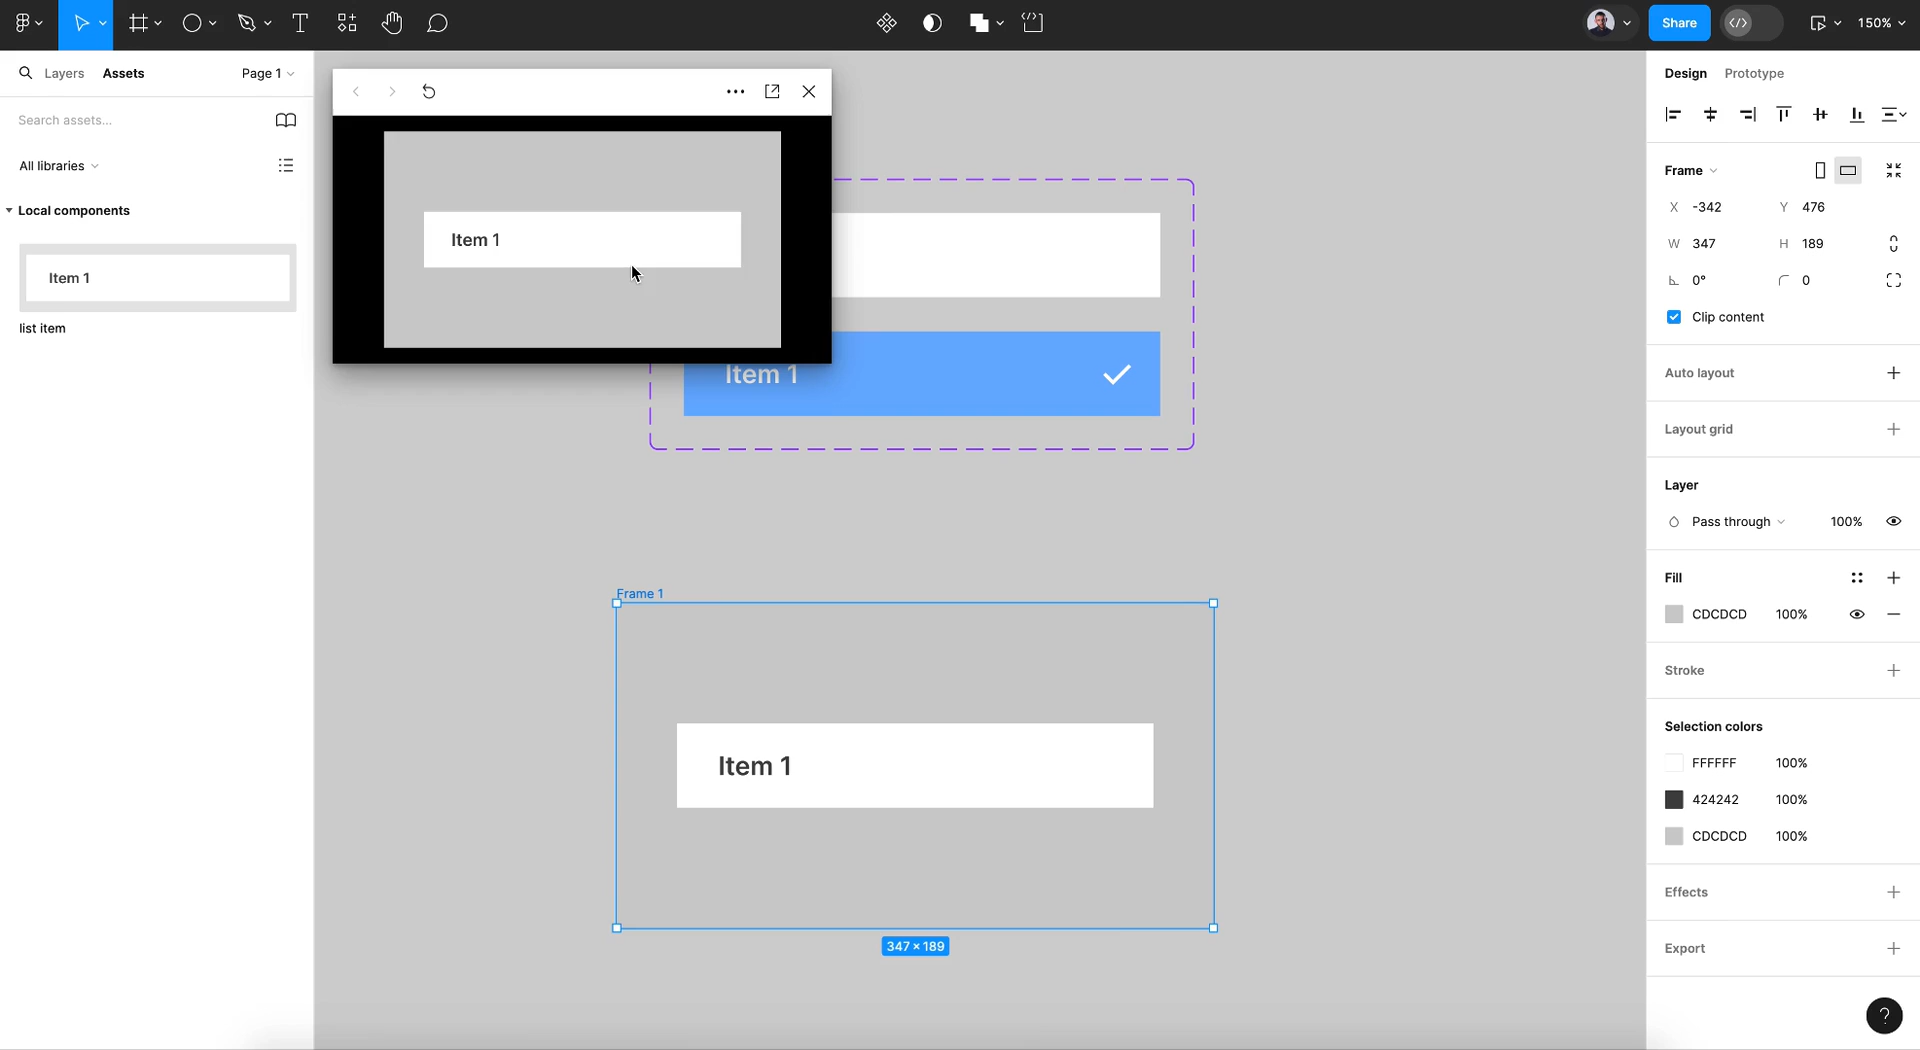 Share
150%
Layers
Assets
Page 1
Search assets...
All libraries
Local components
Item 1
list item
Item 1
Item 1
Frame 1
Item 1
347 × 189
Design
Prototype
Frame
X -342
Y 476
W 347
H 189
0°
0
Clip content
Auto layout
Layout grid
Layer
Pass through
100%
Fill
CDCDCD
100%
Stroke
Selection colors
FFFFFF
100%
424242
100%
CDCDCD
100%
Effects
Export
?